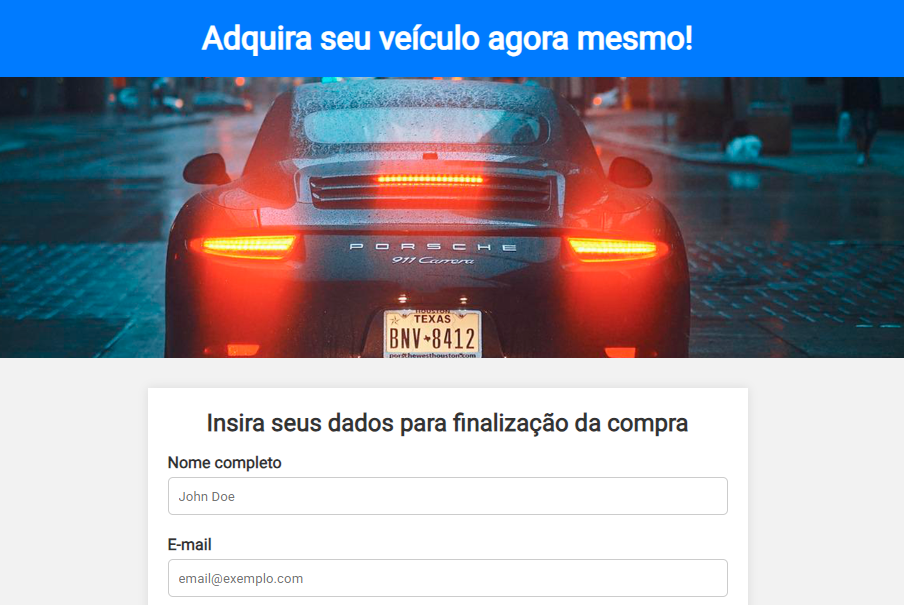 Adquira seu veículo agora mesmo!
PORSCHE
911 Carrera
HOUSTON
TEXAS
BNV 8412
porschewesthouston.com
Insira seus dados para finalização da compra
Nome completo
John Doe
E-mail
email@exemplo.com